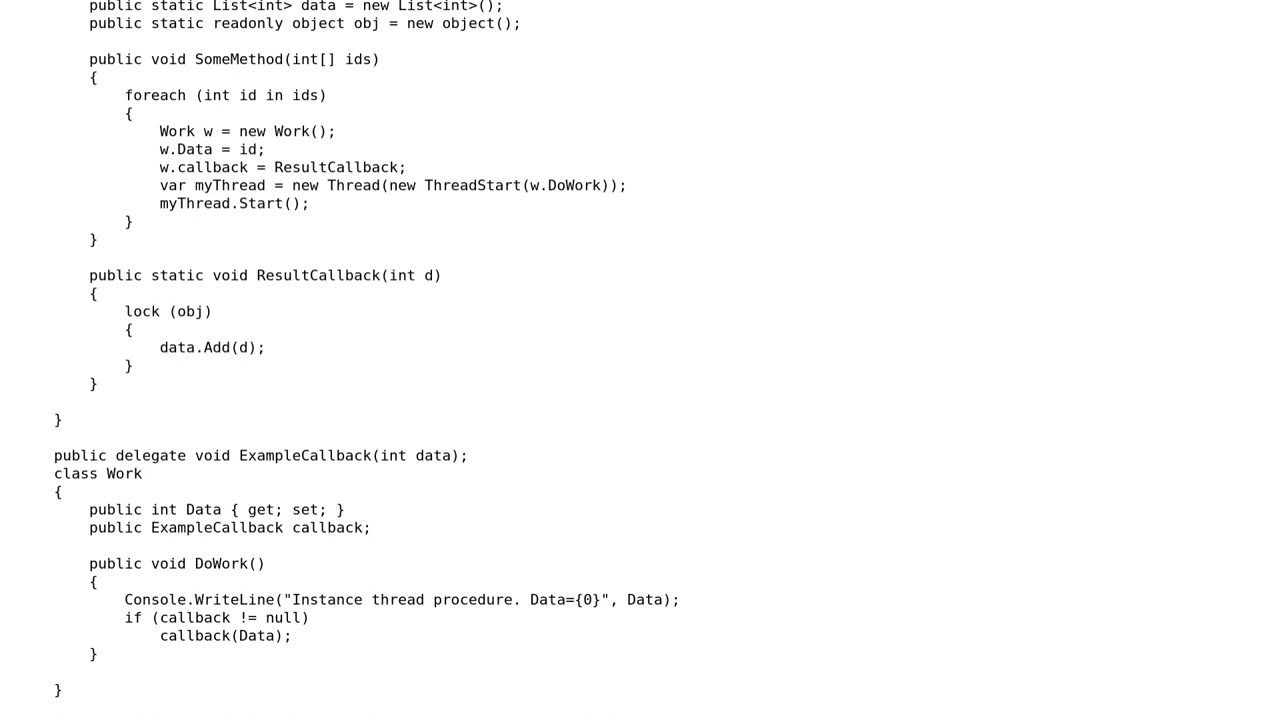 public static List<int> data = new List<int>();
public static readonly object obj = new object();
public void SomeMethod(int[] ids)
{
foreach (int id in ids)
{
Work w = new Work();
w.Data = id;
w.callback = ResultCallback;
var myThread = new Thread(new ThreadStart(w.DoWork));
myThread.Start();
}
}
public static void ResultCallback(int d)
{
lock (obj)
{
data.Add(d);
}
}
}
public delegate void ExampleCallback(int data);
class Work
{
public int Data { get; set; }
public ExampleCallback callback;
public void DoWork()
{
Console.WriteLine("Instance thread procedure. Data={0}", Data);
if (callback != null)
callback(Data);
}
}